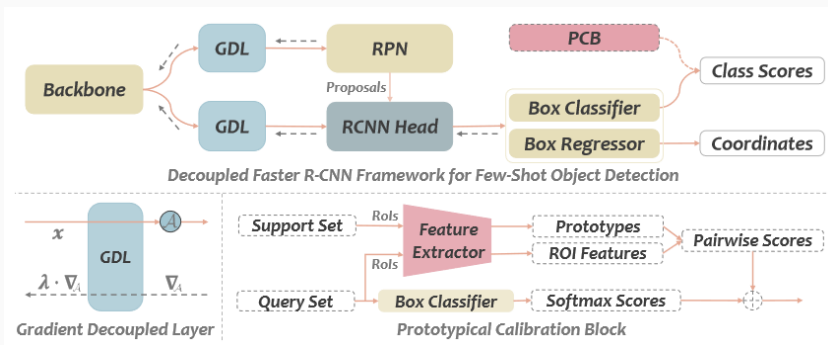 GDL
RPN
PCB
Backbone
Class Scores
Proposals
GDL
RCNN Head
Box Classifier
Box Regressor
Coordinates
Decoupled Faster R-CNN Framework for Few-Shot Object Detection
A
x
GDL
λ · ∇A
∇A
Gradient Decoupled Layer
Support Set
RoIs
Feature
Extractor
Prototypes
ROI Features
Pairwise Scores
RoIs
Query Set
Box Classifier
Softmax Scores
Prototypical Calibration Block